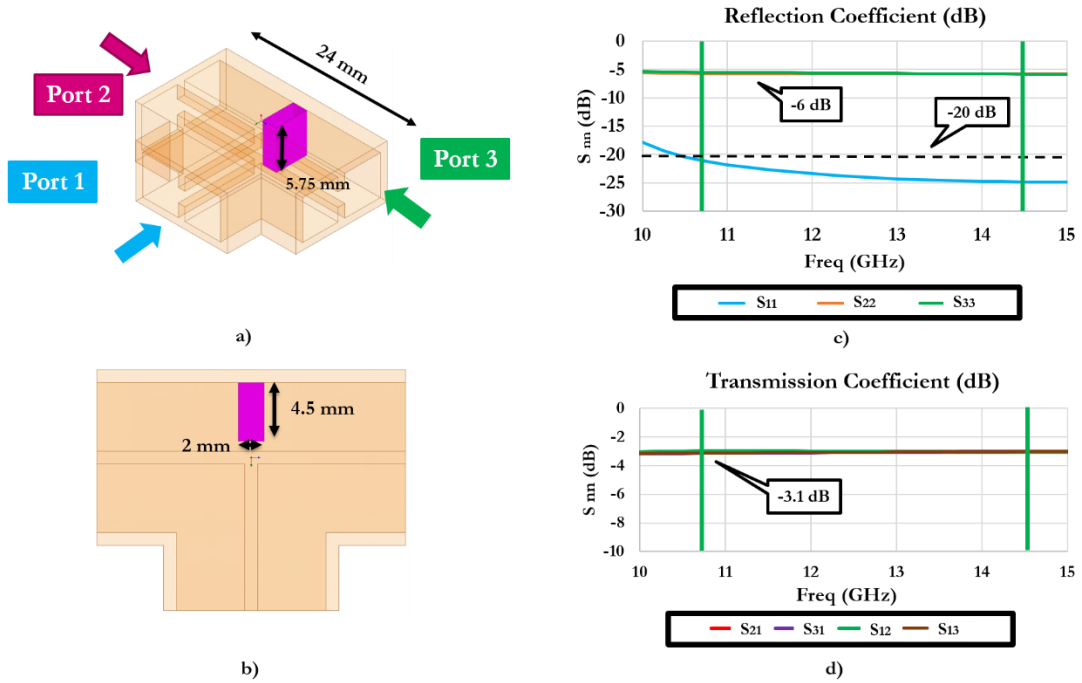 24 mm
Port 2
Port 1
Port 3
5.75 mm
a)
4.5 mm
2 mm
b)
Reflection Coefficient (dB)
S nn (dB)
0
-5
-10
-15
-20
-25
-30
-6 dB
-20 dB
10 11 12 13 14 15
Freq (GHz)
S11 S22 S33
c)
Transmission Coefficient (dB)
S nn (dB)
0
-2
-4
-6
-8
-10
-3.1 dB
10 11 12 13 14 15
Freq (GHz)
S21 S31 S12 S13
d)